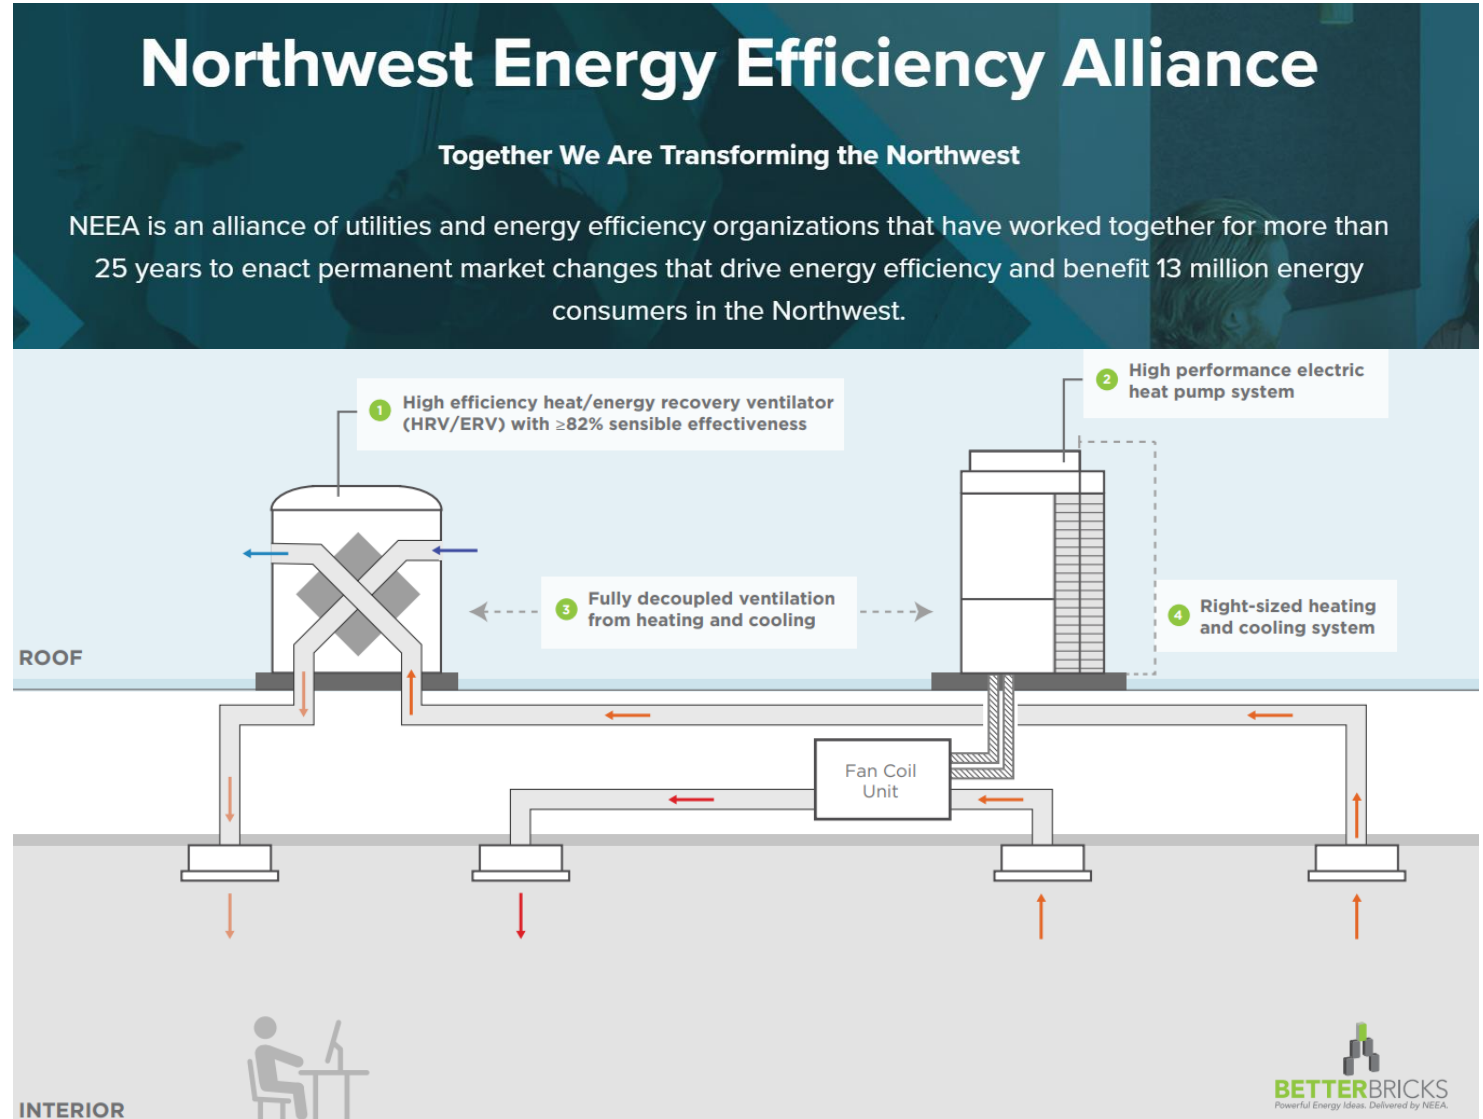 Northwest Energy Efficiency Alliance
Together We Are Transforming the Northwest
NEEA is an alliance of utilities and energy efficiency organizations that have worked together for more than
25 years to enact permanent market changes that drive energy efficiency and benefit 13 million energy
consumers in the Northwest.
1 High efficiency heat/energy recovery ventilator
(HRV/ERV) with ≥82% sensible effectiveness
2 High performance electric
heat pump system
3 Fully decoupled ventilation
from heating and cooling
4 Right-sized heating
and cooling system
ROOF
Fan Coil
Unit
INTERIOR
BETTERBRICKS
Powerful Energy Ideas. Delivered by NEEA.